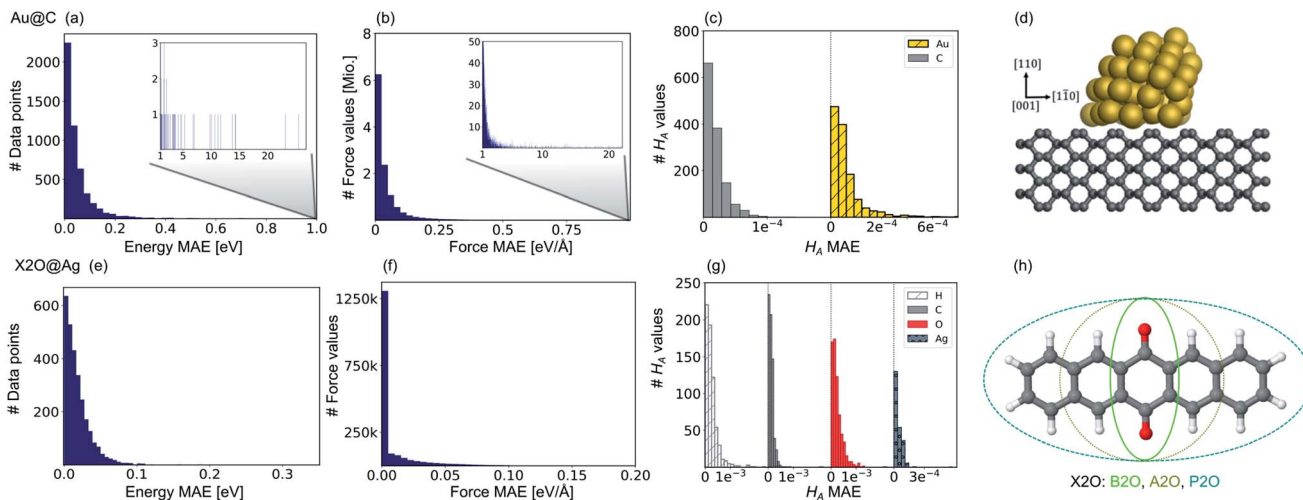 Au@C (a)
# Data points
2000
1500
1000
500
3
2
1
1 5 10 15 20
0.0 0.2 0.4 0.6 0.8 1.0
Energy MAE [eV]
(b)
# Force values [Mio.]
8
6
4
2
0
50
40
30
20
10
1 10 20
0 0.25 0.50 0.75
Force MAE [eV/Å]
(c)
# H_A values
800
600
400
200
0
Au
C
0 1e-4 0 2e-4 6e-4
H_A MAE
(d)
[110]
[001]
[11̄0]
X2O@Ag (e)
# Data points
600
400
200
0.0 0.1 0.2 0.3
Energy MAE [eV]
(f)
# Force values
1250k
750k
250k
0.00 0.05 0.10 0.15 0.20
Force MAE [eV/Å]
(g)
# H_A values
250
200
150
100
50
0
H
C
O
Ag
0 1e-3 0 1e-3 0 1e-3 0 3e-4
H_A MAE
(h)
X2O: B2O, A2O, P2O